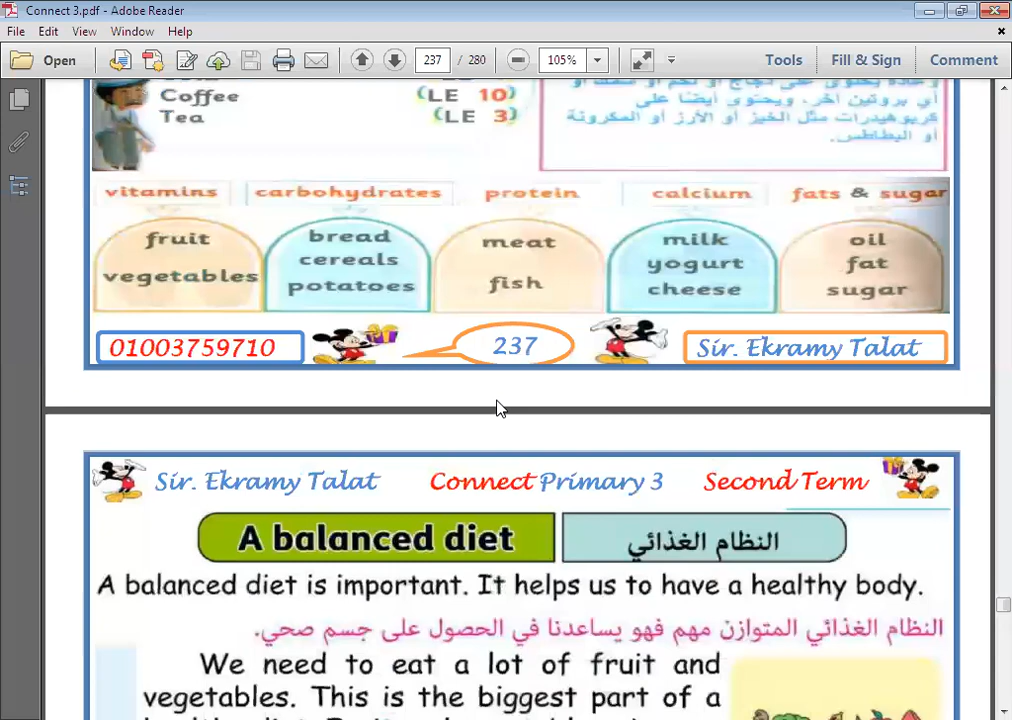 Connect 3.pdf - Adobe Reader
File Edit View Window Help
Open 237 / 280 105% Tools Fill & Sign Comment
Coffee (LE 10)
Tea (LE 3)
أي بروتين آخر. ويحتوي أيضا على
كربوهيدرات مثل الخبز أو الأرز أو المكرونة
أو البطاطس.
vitamins carbohydrates protein calcium fats & sugar
fruit
vegetables
bread
cereals
potatoes
meat
fish
milk
yogurt
cheese
oil
fat
sugar
01003759710 237 Sir. Ekramy Talat
Sir. Ekramy Talat Connect Primary 3 Second Term
A balanced diet النظام الغذائي
A balanced diet is important. It helps us to have a healthy body.
النظام الغذائي المتوازن مهم فهو يساعدنا في الحصول على جسم صحي.
We need to eat a lot of fruit and
vegetables. This is the biggest part of a